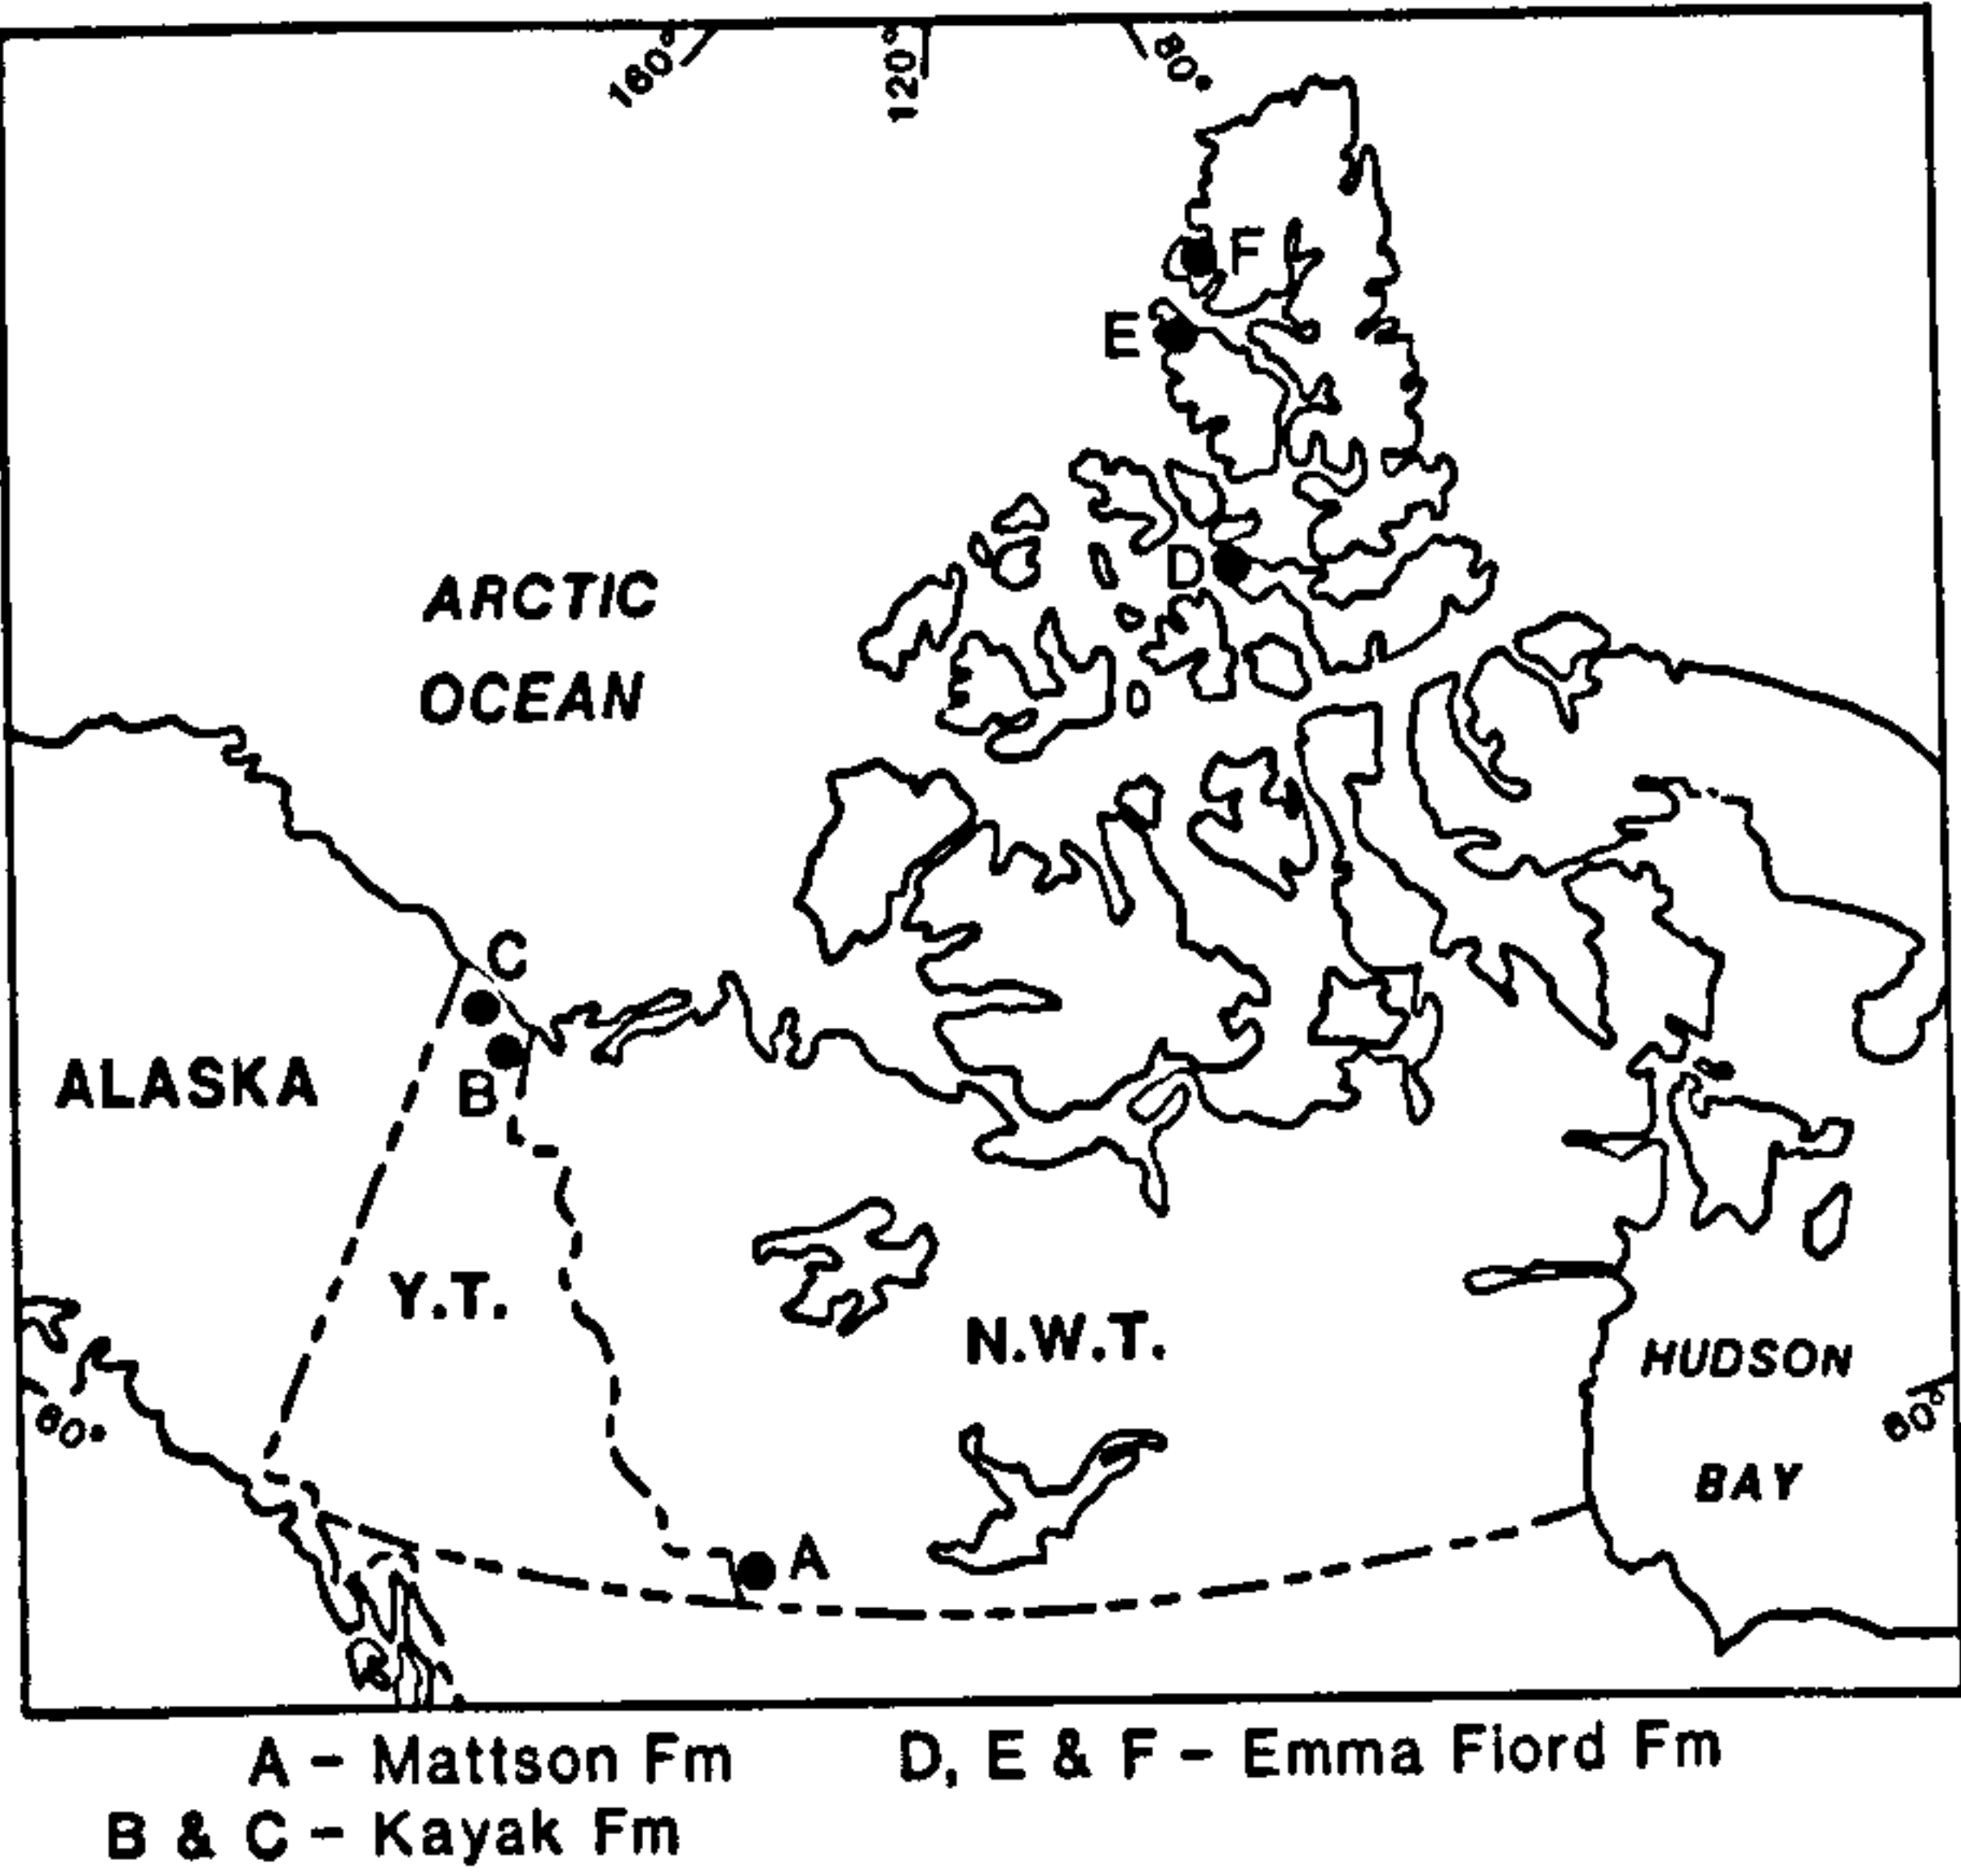 160°
120°
80°
F
E
D
ARCTIC
OCEAN
C
B
ALASKA
Y.T.
N.W.T.
HUDSON
BAY
60°
60°
A
A – Mattson Fm
D, E & F – Emma Fiord Fm
B & C – Kayak Fm